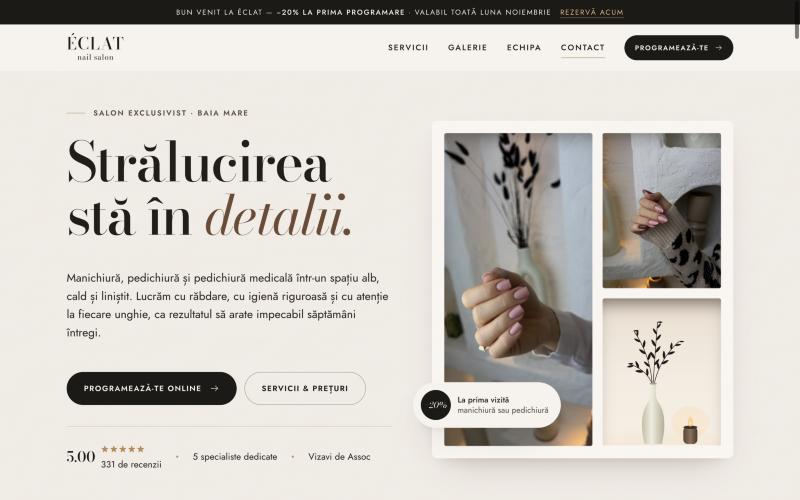 BUN VENIT LA ÉCLAT — −20% LA PRIMA PROGRAMARE · VALABIL TOATĂ LUNA NOIEMBRIE REZERVĂ ACUM
ÉCLAT
nail salon
SERVICII GALERIE ECHIPA CONTACT PROGRAMEAZĂ-TE →
SALON EXCLUSIVIST · BAIA MARE
Strălucirea
stă în detalii.
Manichiură, pedichiură și pedichiură medicală într-un spațiu alb,
cald și liniștit. Lucrăm cu răbdare, cu igienă riguroasă și cu atenție
la fiecare unghie, ca rezultatul să arate impecabil săptămâni
întregi.
PROGRAMEAZĂ-TE ONLINE → SERVICII & PREȚURI
-20% La prima vizită
manichiură sau pedichiură
5.00 ★★★★★
331 de recenzii • 5 specialiste dedicate • Vizavi de Assoc